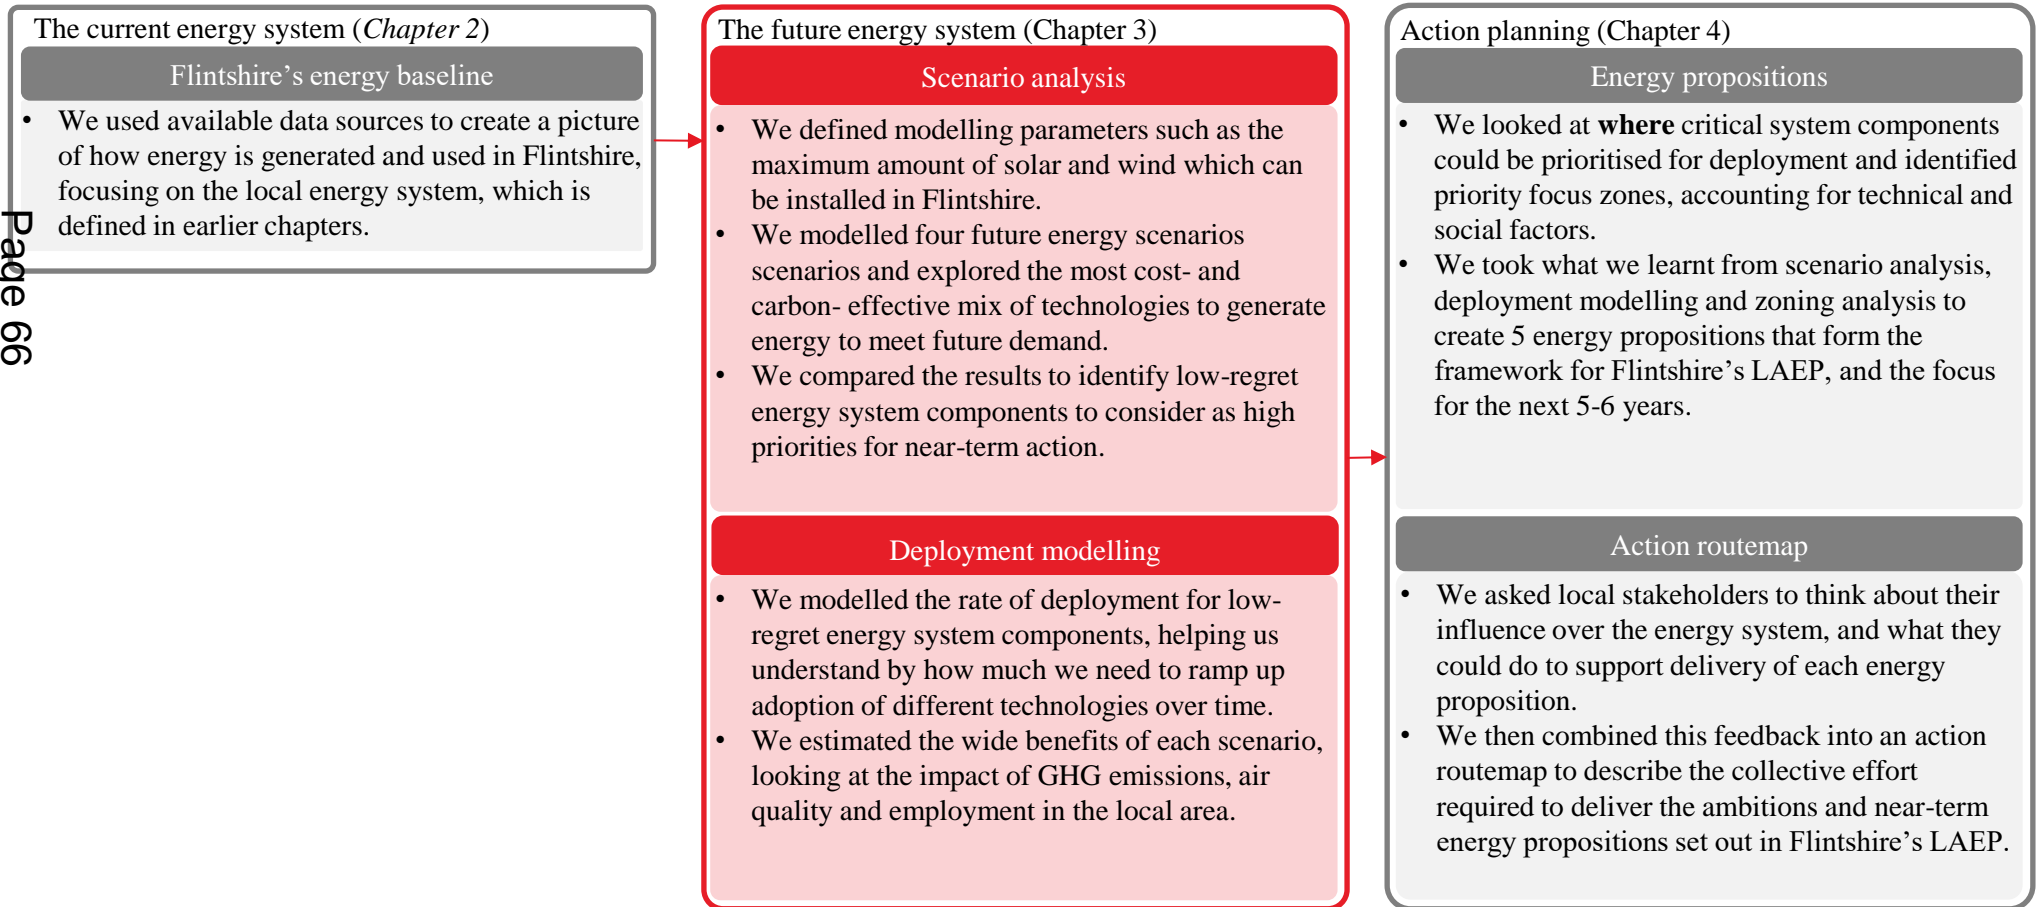 The current energy system (Chapter 2)
Flintshire’s energy baseline
• We used available data sources to create a picture
of how energy is generated and used in Flintshire,
focusing on the local energy system, which is
defined in earlier chapters.
Page 66
The future energy system (Chapter 3)
Scenario analysis
• We defined modelling parameters such as the
maximum amount of solar and wind which can
be installed in Flintshire.
• We modelled four future energy scenarios
scenarios and explored the most cost- and
carbon- effective mix of technologies to generate
energy to meet future demand.
• We compared the results to identify low-regret
energy system components to consider as high
priorities for near-term action.
Deployment modelling
• We modelled the rate of deployment for low-
regret energy system components, helping us
understand by how much we need to ramp up
adoption of different technologies over time.
• We estimated the wide benefits of each scenario,
looking at the impact of GHG emissions, air
quality and employment in the local area.
Action planning (Chapter 4)
Energy propositions
• We looked at where critical system components
could be prioritised for deployment and identified
priority focus zones, accounting for technical and
social factors.
• We took what we learnt from scenario analysis,
deployment modelling and zoning analysis to
create 5 energy propositions that form the
framework for Flintshire’s LAEP, and the focus
for the next 5-6 years.
Action routemap
• We asked local stakeholders to think about their
influence over the energy system, and what they
could do to support delivery of each energy
proposition.
• We then combined this feedback into an action
routemap to describe the collective effort
required to deliver the ambitions and near-term
energy propositions set out in Flintshire’s LAEP.